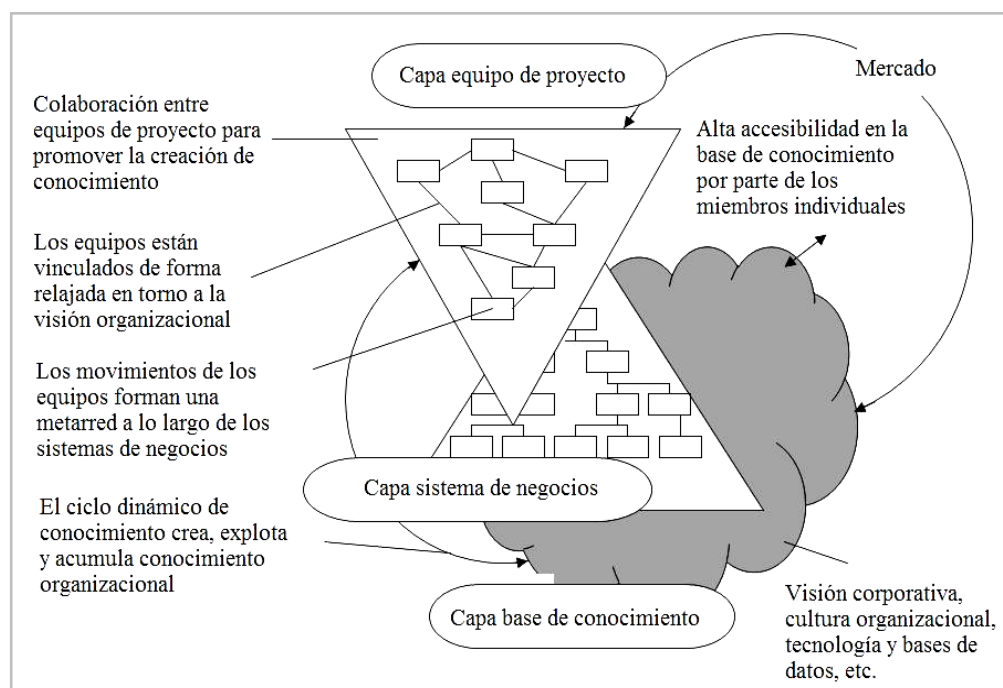 Capa equipo de proyecto
Mercado
Colaboración entre
equipos de proyecto para
promover la creación de
conocimiento
Alta accesibilidad en la
base de conocimiento
por parte de los
miembros individuales
Los equipos están
vinculados de forma
relajada en torno a la
visión organizacional
Los movimientos de los
equipos forman una
metarred a lo largo de los
sistemas de negocios
Capa sistema de negocios
El ciclo dinámico de
conocimiento crea, explota
y acumula conocimiento
organizacional
Capa base de conocimiento
Visión corporativa,
cultura organizacional,
tecnología y bases de
datos, etc.